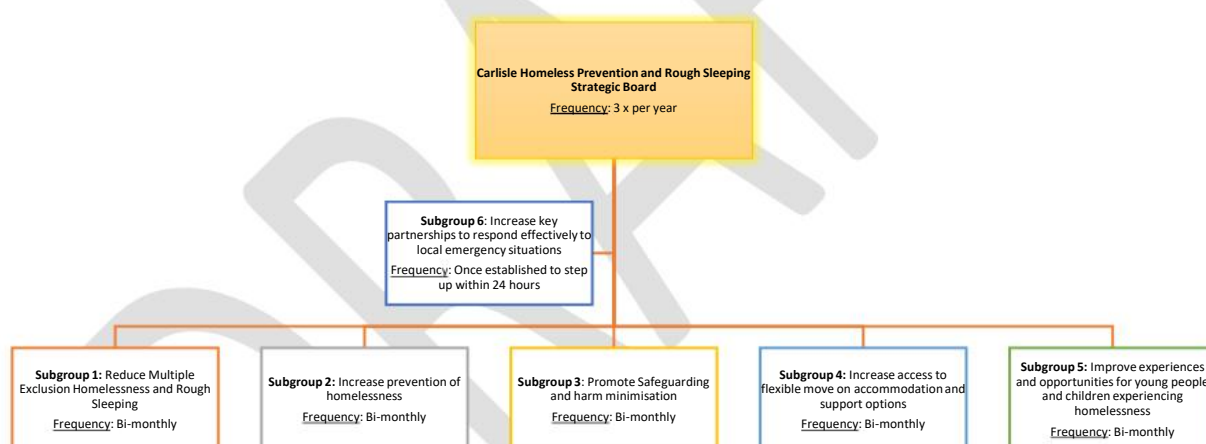 Carlisle Homeless Prevention and Rough Sleeping
Strategic Board
Frequency: 3 x per year
Subgroup 6: Increase key
partnerships to respond effectively to
local emergency situations
Frequency: Once established to step
up within 24 hours
Subgroup 1: Reduce Multiple
Exclusion Homelessness and Rough
Sleeping
Frequency: Bi-monthly
Subgroup 2: Increase prevention of
homelessness
Frequency: Bi-monthly
Subgroup 3: Promote Safeguarding
and harm minimisation
Frequency: Bi-monthly
Subgroup 4: Increase access to
flexible move on accommodation and
support options
Frequency: Bi-monthly
Subgroup 5: Improve experiences
and opportunities for young people
and children experiencing
homelessness
Frequency: Bi-monthly